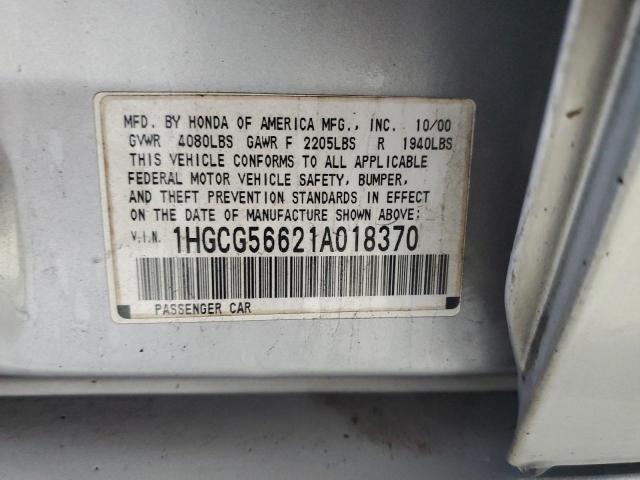 MFD. BY HONDA OF AMERICA MFG., INC. 10/00
GVWR 4080LBS GAWR F 2205LBS R 1940LBS
THIS VEHICLE CONFORMS TO ALL APPLICABLE
FEDERAL MOTOR VEHICLE SAFETY, BUMPER,
AND THEFT PREVENTION STANDARDS IN EFFECT
ON THE DATE OF MANUFACTURE SHOWN ABOVE;
V.I.N. 1HGCG56621A018370
PASSENGER CAR